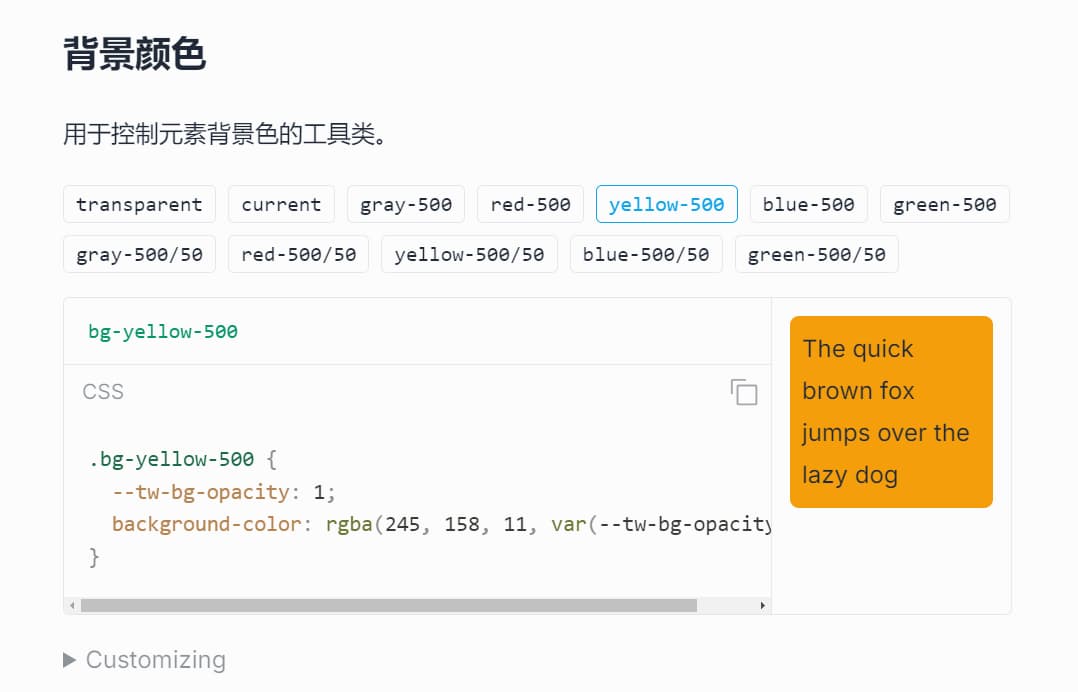 背景颜色
用于控制元素背景色的工具类。
transparent current gray-500 red-500 yellow-500 blue-500 green-500
gray-500/50 red-500/50 yellow-500/50 blue-500/50 green-500/50
bg-yellow-500
CSS
.bg-yellow-500 {
--tw-bg-opacity: 1;
background-color: rgba(245, 158, 11, var(--tw-bg-opacity
}
The quick
brown fox
jumps over the
lazy dog
Customizing